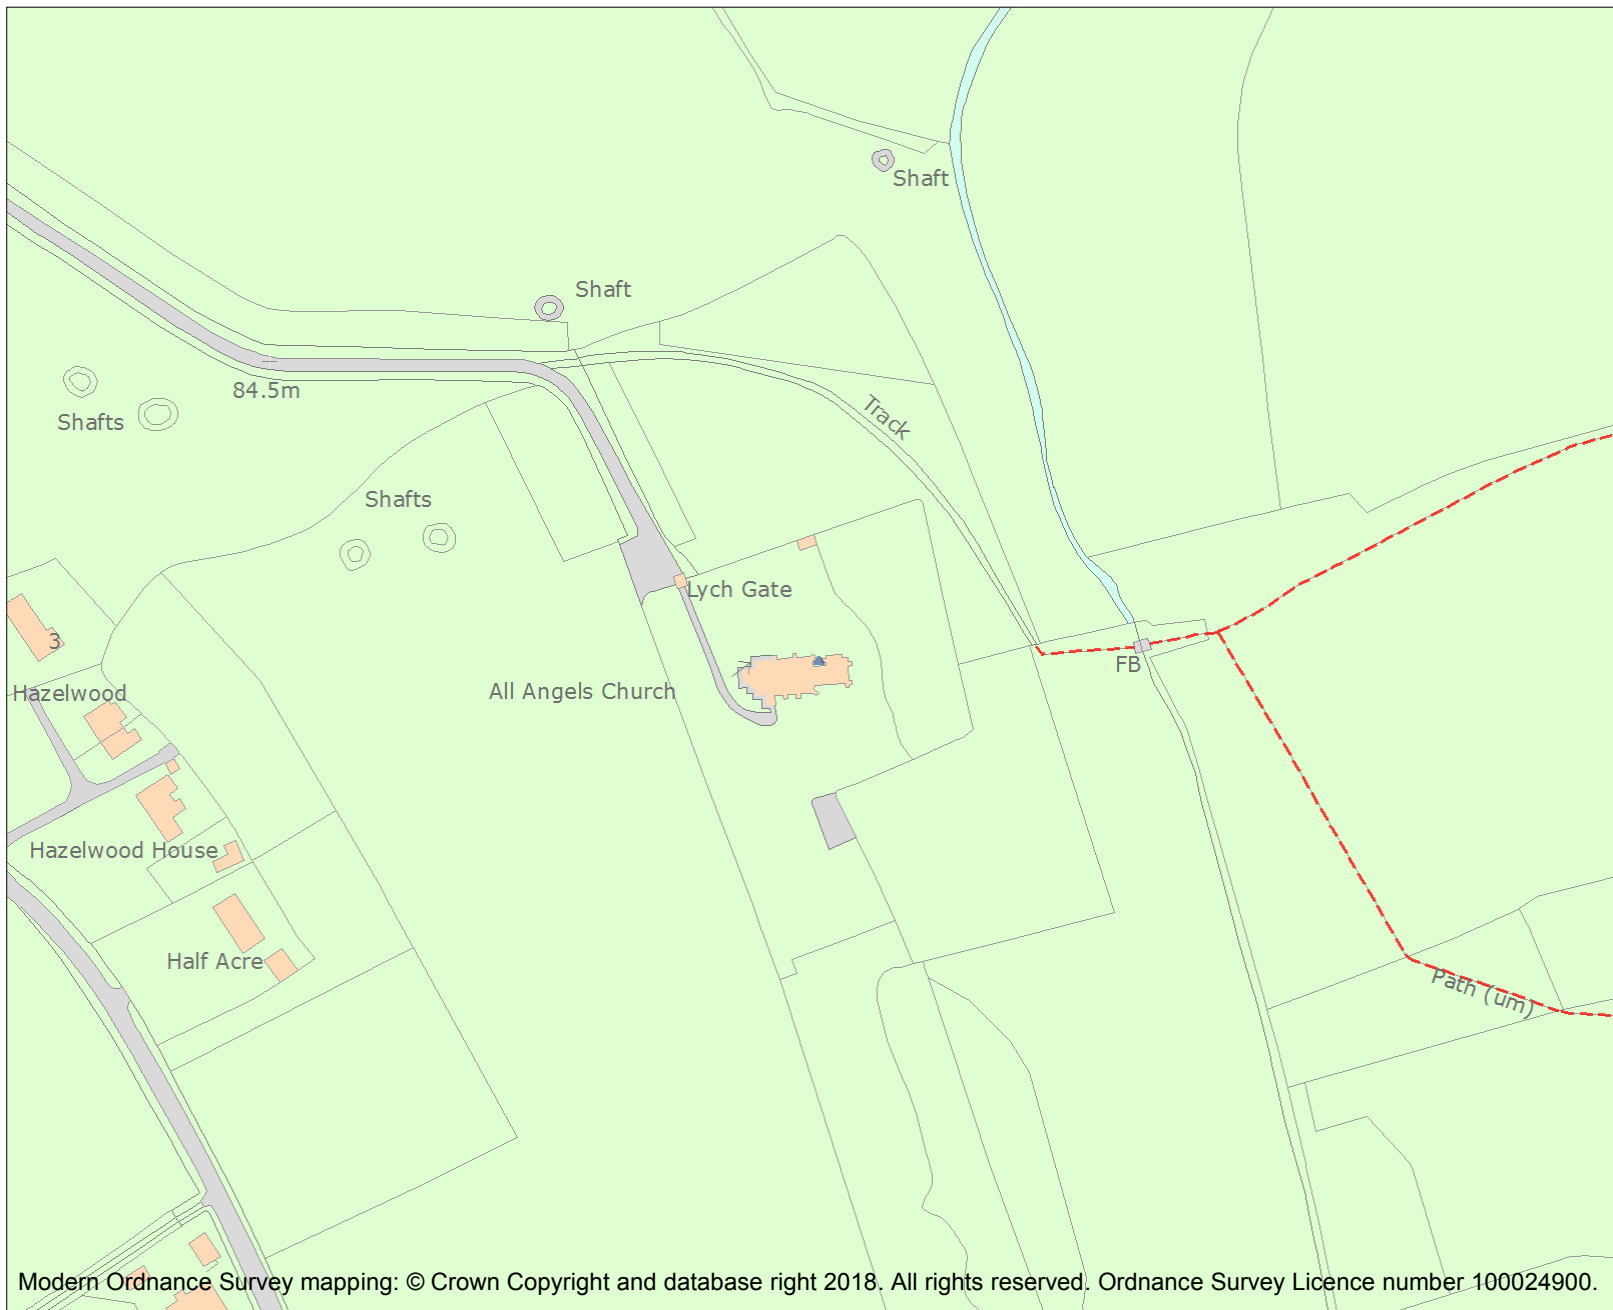 Shaft
Shaft
84.5m
Track
Shafts
Shafts
Lych Gate
3
FB
All Angels Church
Hazelwood
Hazelwood House
Half Acre
Path (um)
Modern Ordnance Survey mapping: © Crown Copyright and database right 2018. All rights reserved. Ordnance Survey Licence number 100024900.